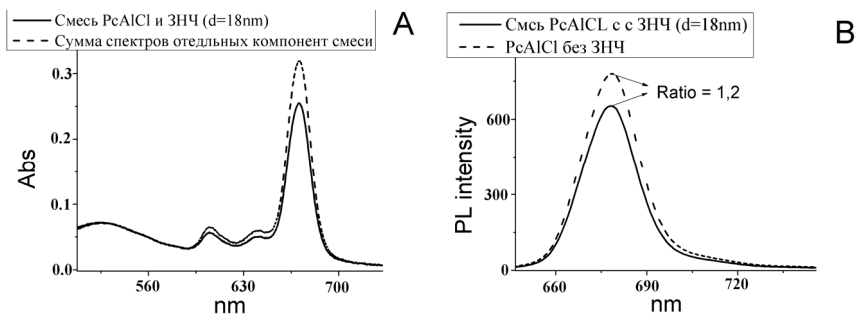 Смесь PcAlCl и ЗНЧ (d=18nm)
Сумма спектров отедльных компонент смеси
A
0.3
0.2
0.1
0.0
Abs
560
630
700
nm
Смсь PcAlCL с с ЗНЧ (d=18nm)
PcAlCl без ЗНЧ
B
Ratio = 1,2
600
300
0
PL intensity
660
690
720
nm